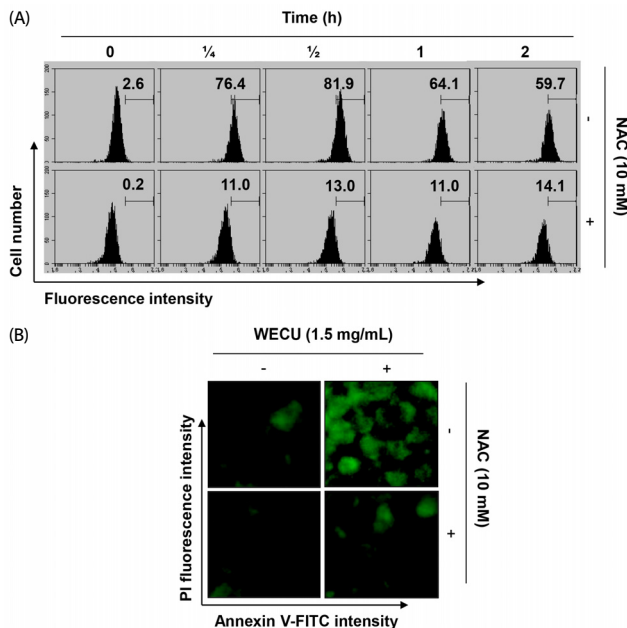 (A)
Time (h)
0 ¼ ½ 1 2
2.6 76.4 81.9 64.1 59.7
-
0.2 11.0 13.0 11.0 14.1
+
NAC (10 mM)
Cell number
Fluorescence intensity
(B)
WECU (1.5 mg/mL)
- +
-
+
NAC (10 mM)
PI fluorescence intensity
Annexin V-FITC intensity